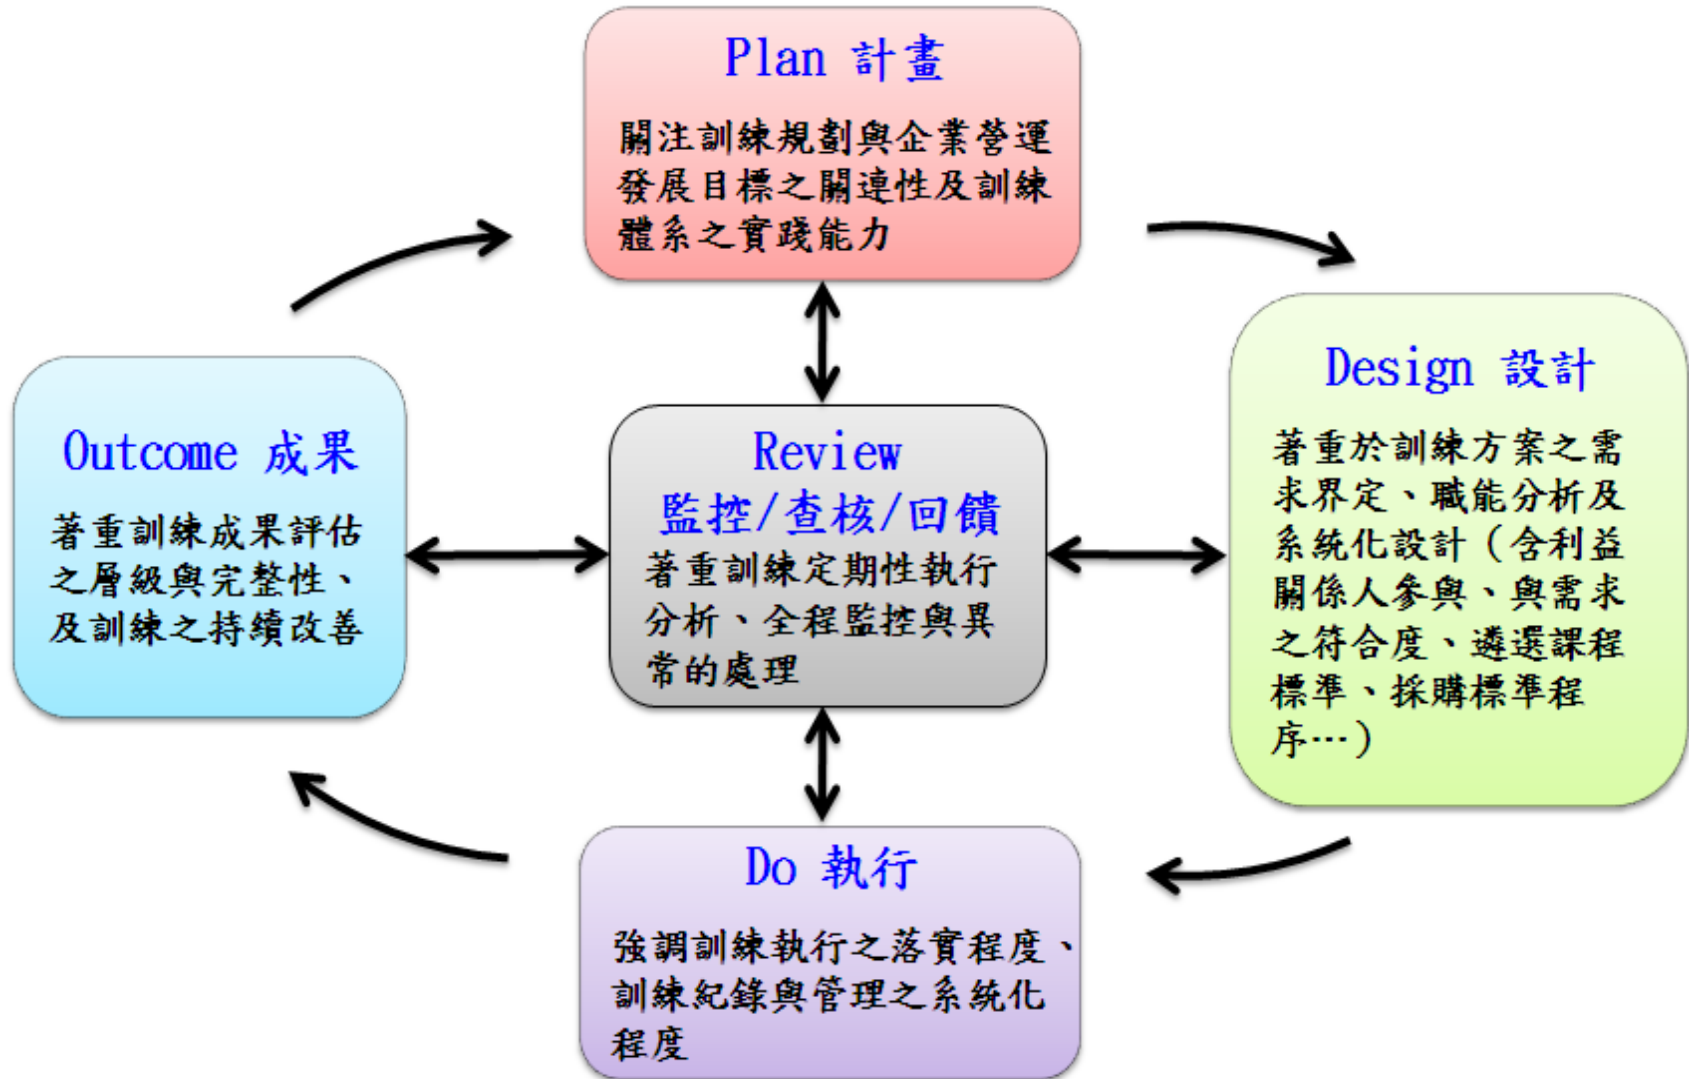 Plan 計畫
關注訓練規劃與企業營運
發展目標之關連性及訓練
體系之實踐能力
Design 設計
著重於訓練方案之需
求界定、職能分析及
系統化設計（含利益
關係人參與、與需求
之符合度、遴選課程
標準、採購標準程
序…）
Outcome 成果
著重訓練成果評估
之層級與完整性、
及訓練之持續改善
Review
監控/查核/回饋
著重訓練定期性執行
分析、全程監控與異
常的處理
Do 執行
強調訓練執行之落實程度、
訓練紀錄與管理之系統化
程度